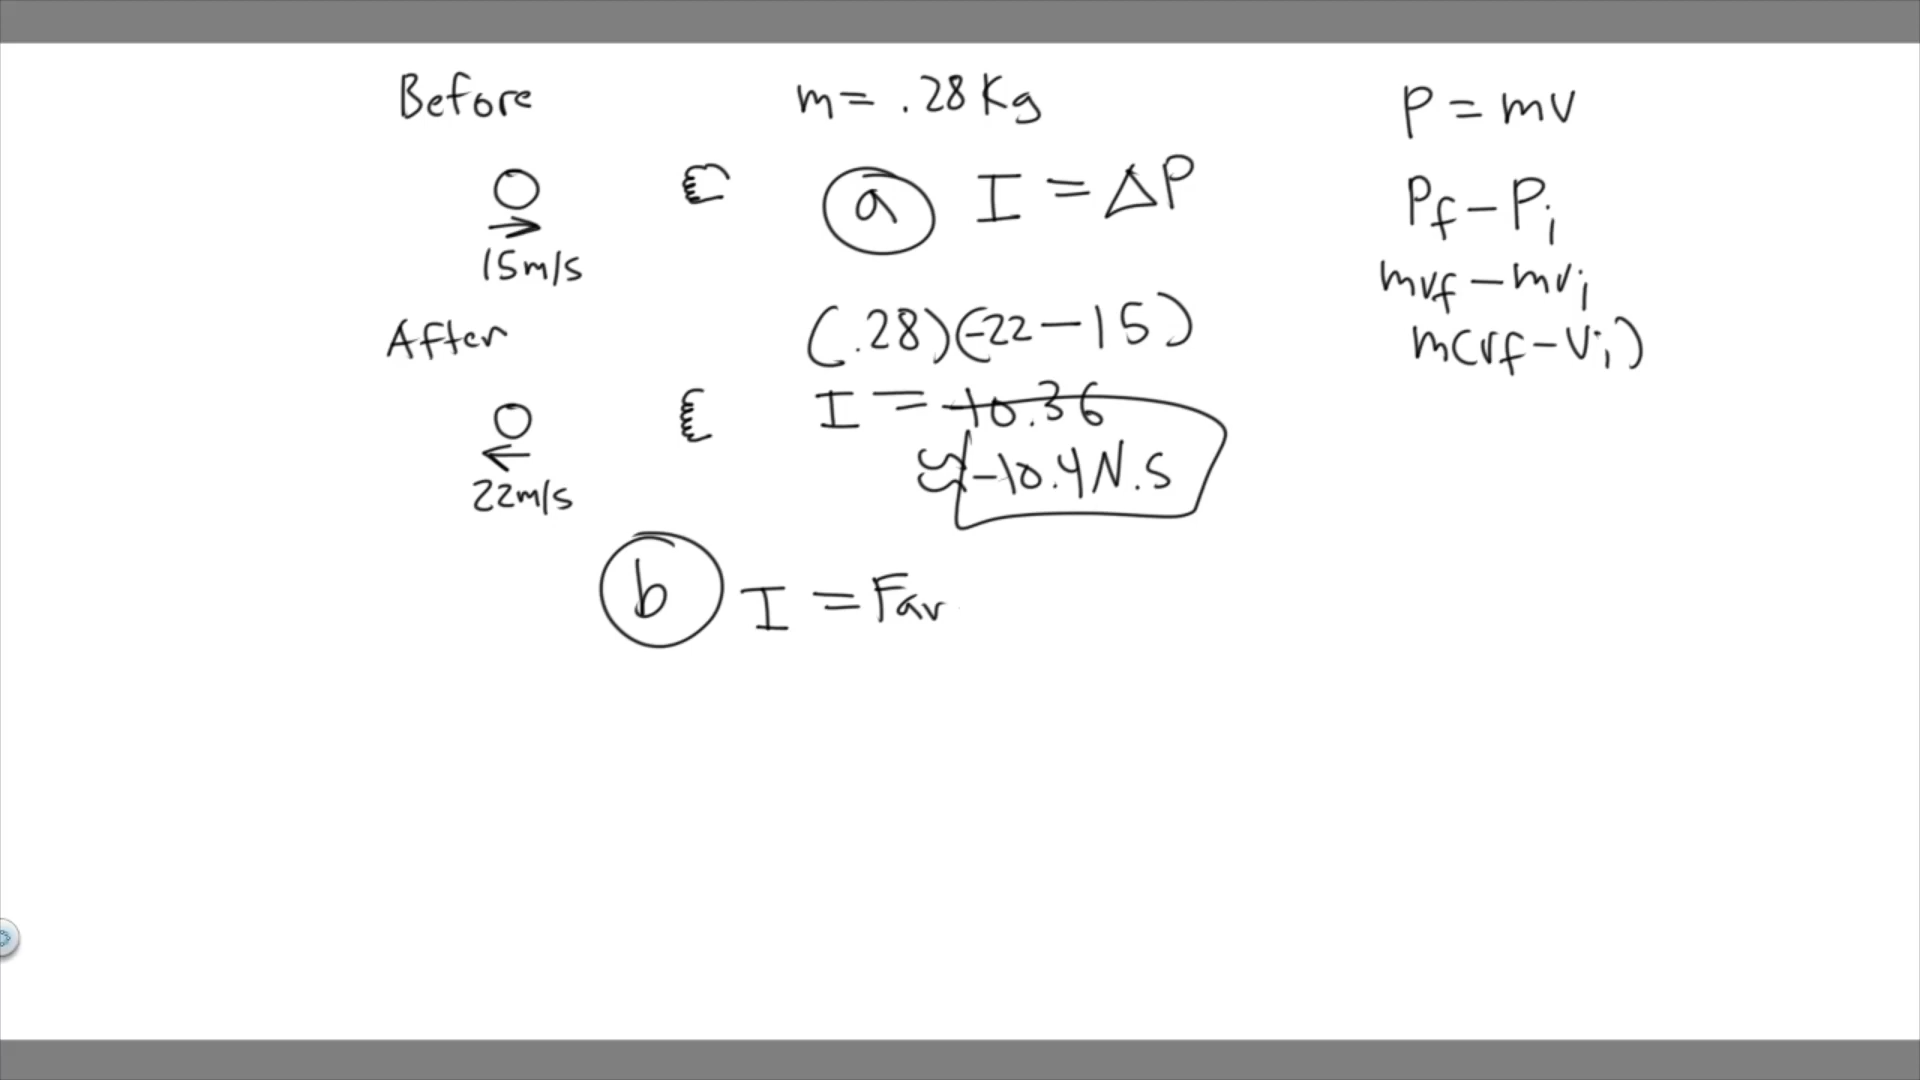 Before
m = .28 Kg
P = mv
a I = ΔP
Pf - Pi
15m/s
mvf - mvi
After
(.28)(-22-15)
m(vf - vi)
I = -10.36
≈ -10.4 N.S
22m/s
b I = Fav